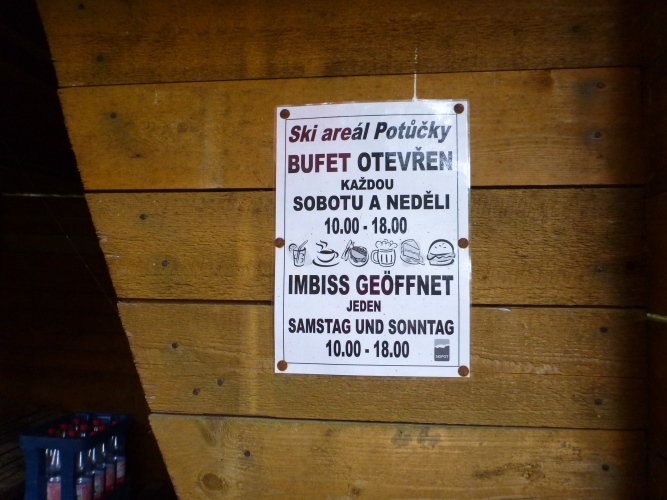 Ski areál Potůčky
BUFET OTEVŘEN
KAŽDOU
SOBOTU A NEDĚLI
10.00 - 18.00
IMBISS GEÖFFNET
JEDEN
SAMSTAG UND SONNTAG
10.00 - 18.00